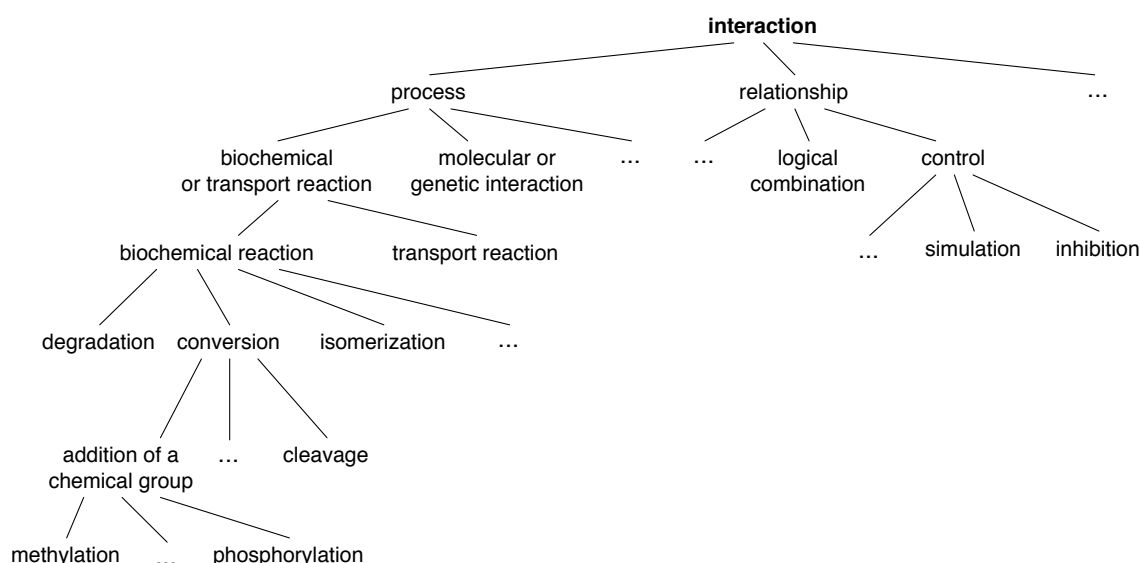 interaction
process
relationship
...
biochemical
or transport reaction
molecular or
genetic interaction
...
...
logical
combination
control
biochemical reaction
transport reaction
...
simulation
inhibition
degradation
conversion
isomerization
...
addition of a
chemical group
...
cleavage
methylation
...
phosphorylation